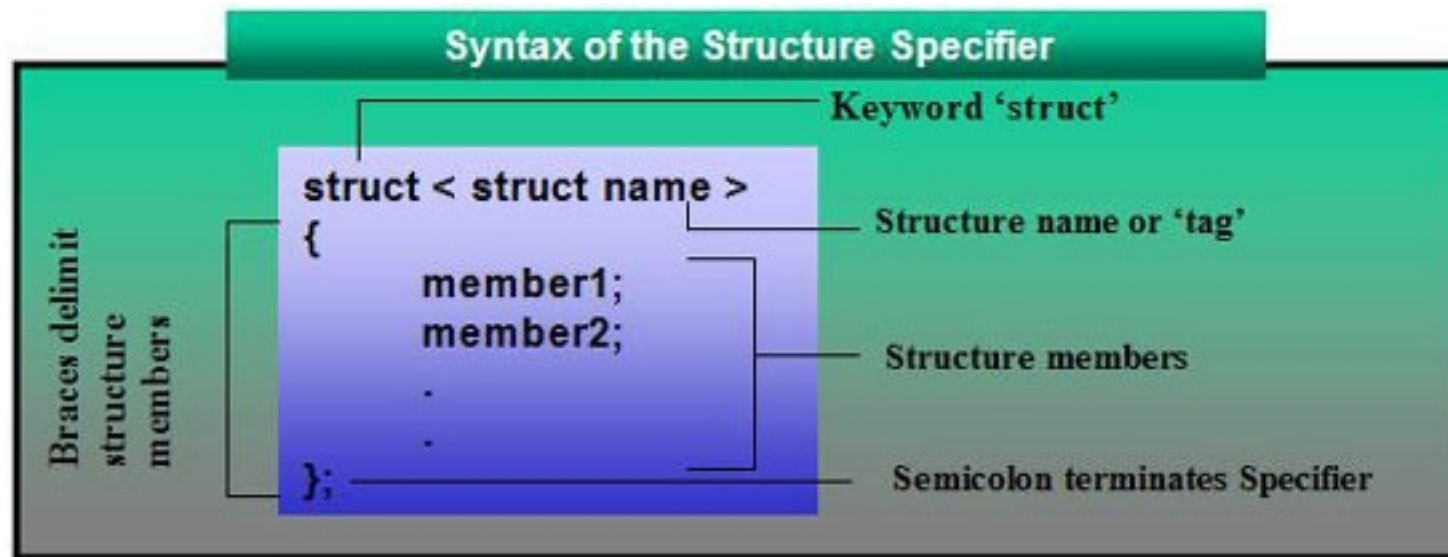 Syntax of the Structure Specifier
Keyword ‘struct’
struct < struct name >
Structure name or ‘tag’
{
member1;
member2;
.
.
Structure members
};
Semicolon terminates Specifier
Braces delimit
structure
members